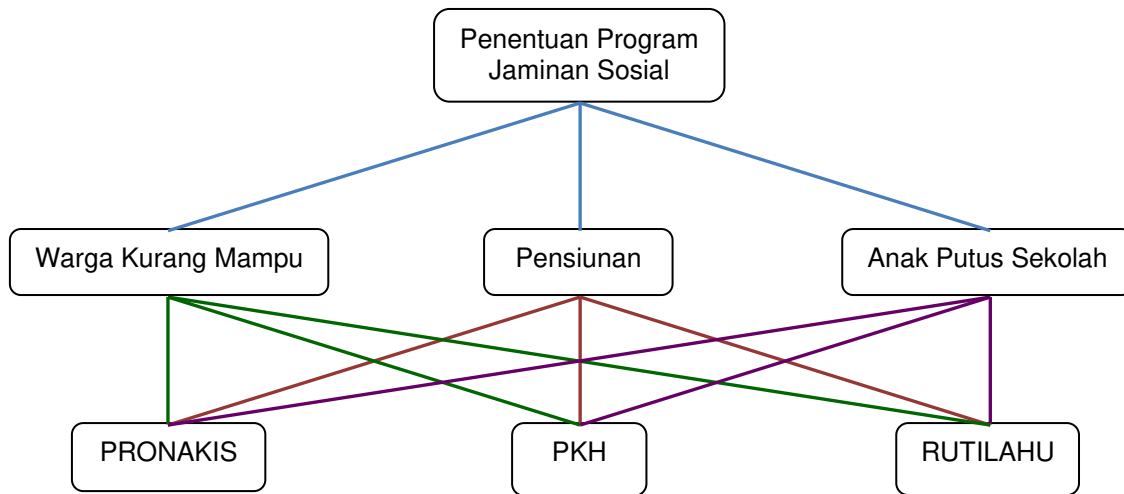 Penentuan Program
Jaminan Sosial
Warga Kurang Mampu
Pensiunan
Anak Putus Sekolah
PRONAKIS
PKH
RUTILAHU